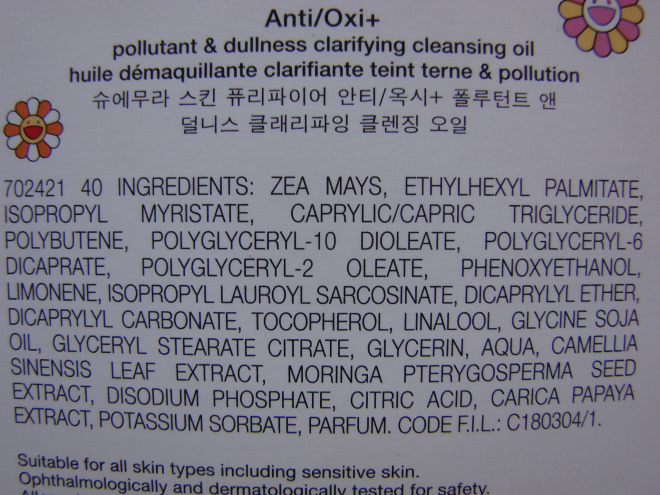 Anti/Oxi+
pollutant & dullness clarifying cleansing oil
huile démaquillante clarifiante teint terne & pollution
슈에무라 스킨 퓨리파이어 안티/옥시+ 폴루턴트 앤
덜니스 클래리파잉 클렌징 오일
702421 40 INGREDIENTS: ZEA MAYS, ETHYLHEXYL PALMITATE,
ISOPROPYL MYRISTATE, CAPRYLIC/CAPRIC TRIGLYCERIDE,
POLYBUTENE, POLYGLYCERYL-10 DIOLEATE, POLYGLYCERYL-6
DICAPRATE, POLYGLYCERYL-2 OLEATE, PHENOXYETHANOL,
LIMONENE, ISOPROPYL LAUROYL SARCOSINATE, DICAPRYLYL ETHER,
DICAPRYLYL CARBONATE, TOCOPHEROL, LINALOOL, GLYCINE SOJA
OIL, GLYCERYL STEARATE CITRATE, GLYCERIN, AQUA, CAMELLIA
SINENSIS LEAF EXTRACT, MORINGA PTERYGOSPERMA SEED
EXTRACT, DISODIUM PHOSPHATE, CITRIC ACID, CARICA PAPAYA
EXTRACT, POTASSIUM SORBATE, PARFUM. CODE F.I.L.: C180304/1.
Suitable for all skin types including sensitive skin.
Ophthalmologically and dermatologically tested for safety.